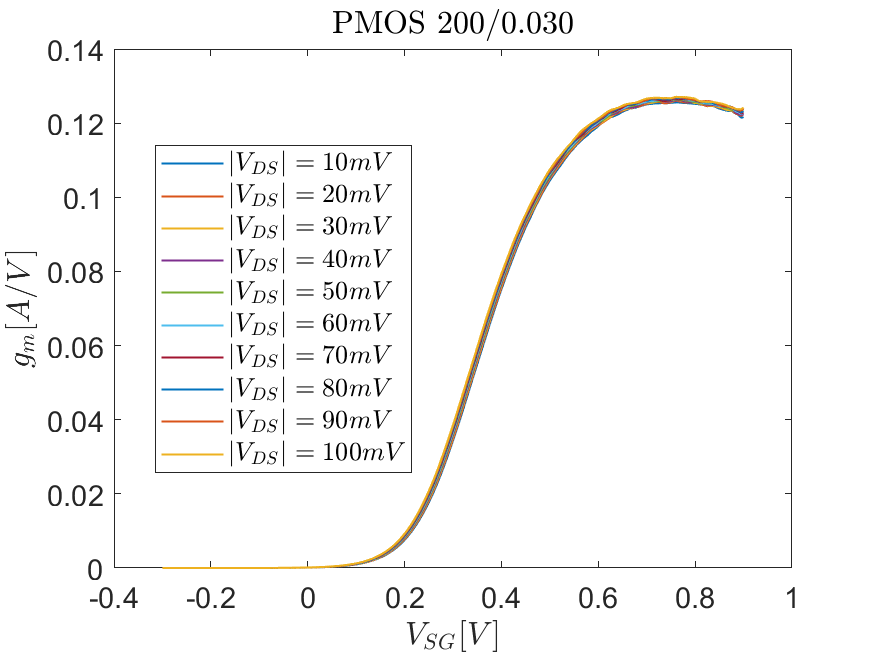 PMOS 200/0.030
0.14
0.12
0.1
0.08
0.06
0.04
0.02
0
g_m[A/V]
|V_DS| = 10mV
|V_DS| = 20mV
|V_DS| = 30mV
|V_DS| = 40mV
|V_DS| = 50mV
|V_DS| = 60mV
|V_DS| = 70mV
|V_DS| = 80mV
|V_DS| = 90mV
|V_DS| = 100mV
-0.4 -0.2 0 0.2 0.4 0.6 0.8 1
V_SG[V]